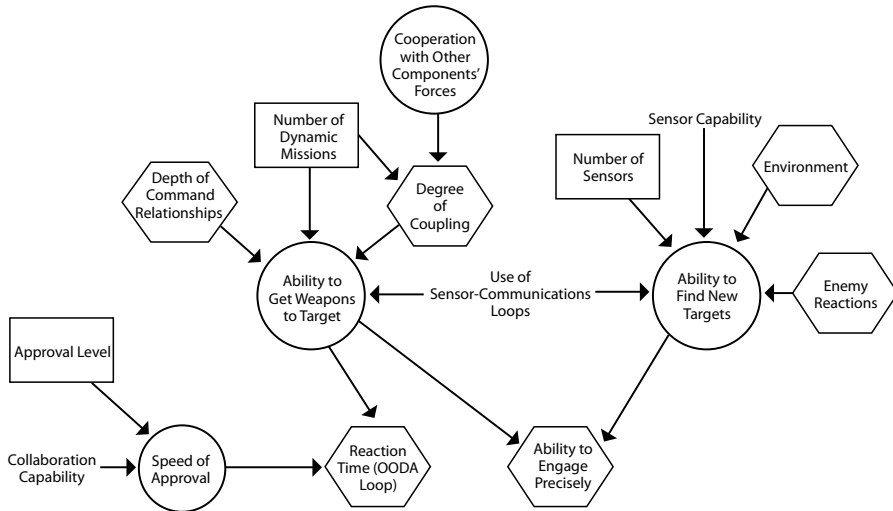 Cooperation
with Other
Components’
Forces
Number of
Dynamic
Missions
Sensor Capability
Number of
Sensors
Environment
Depth of
Command
Relationships
Degree
of
Coupling
Ability to
Get Weapons
to Target
Use of
Sensor-Communications
Loops
Ability to
Find New
Targets
Enemy
Reactions
Approval Level
Collaboration
Capability
Speed of
Approval
Reaction
Time (OODA
Loop)
Ability to
Engage
Precisely